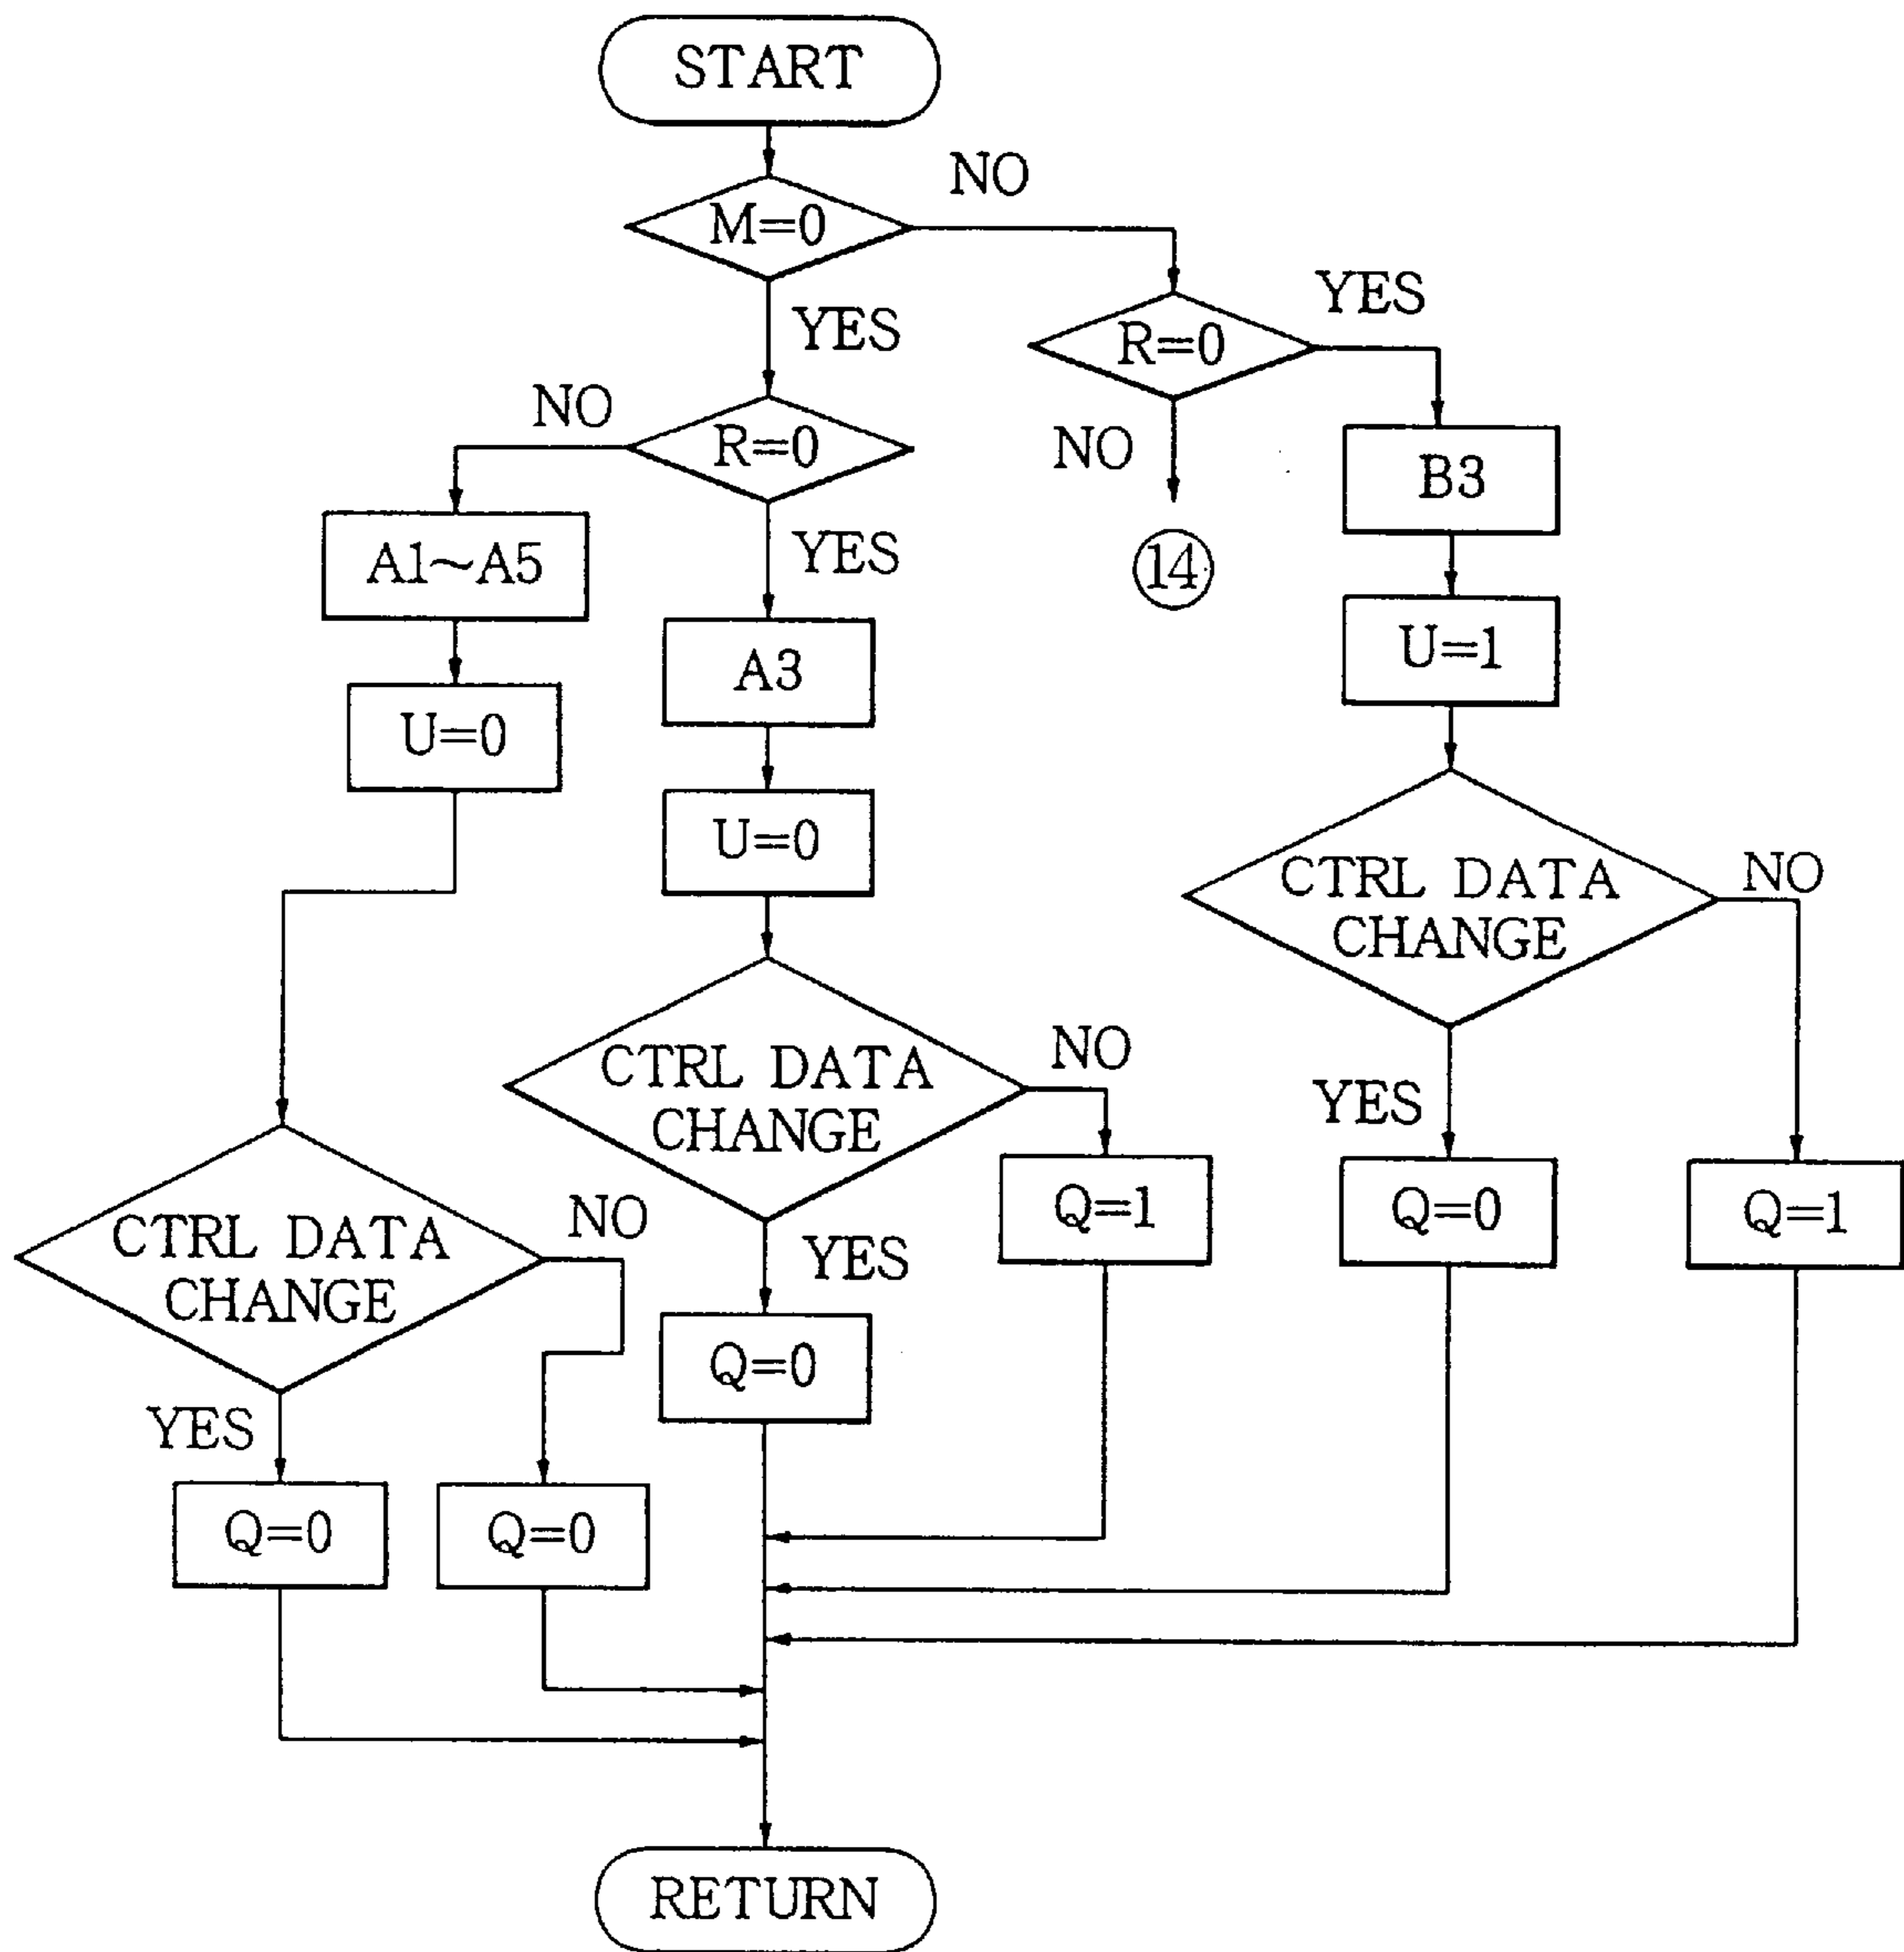 START
NO
M=0
YES
YES
R=0
NO
R=0
NO
B3
YES
14
A1~A5
A3
U=1
U=0
U=0
CTRL DATA
CHANGE
NO
CTRL DATA
CHANGE
NO
YES
Q=1
Q=0
Q=1
CTRL DATA
CHANGE
NO
YES
Q=0
YES
Q=0
Q=0
RETURN